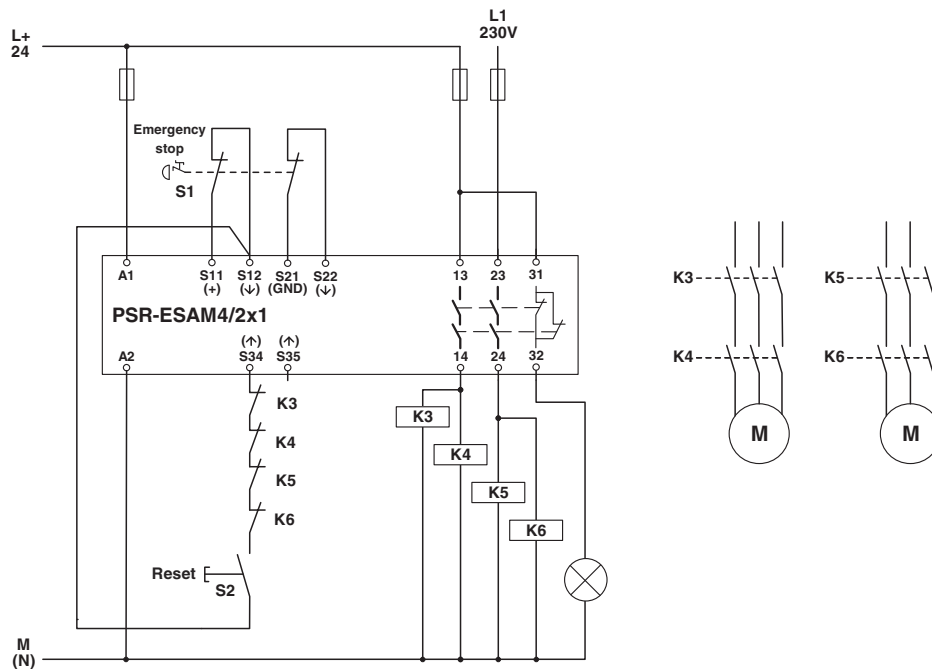 L+
24
L1
230V
Emergency
stop
S1
A1
S11
(+)
S12
(↓)
S21
(GND)
S22
(↓)
13
23
31
PSR-ESAM4/2x1
A2
(↑)
S34
(↑)
S35
14
24
32
K3
K4
K5
K6
Reset
S2
K3
K4
K5
K6
M
(N)
K3
K4
M
K5
K6
M